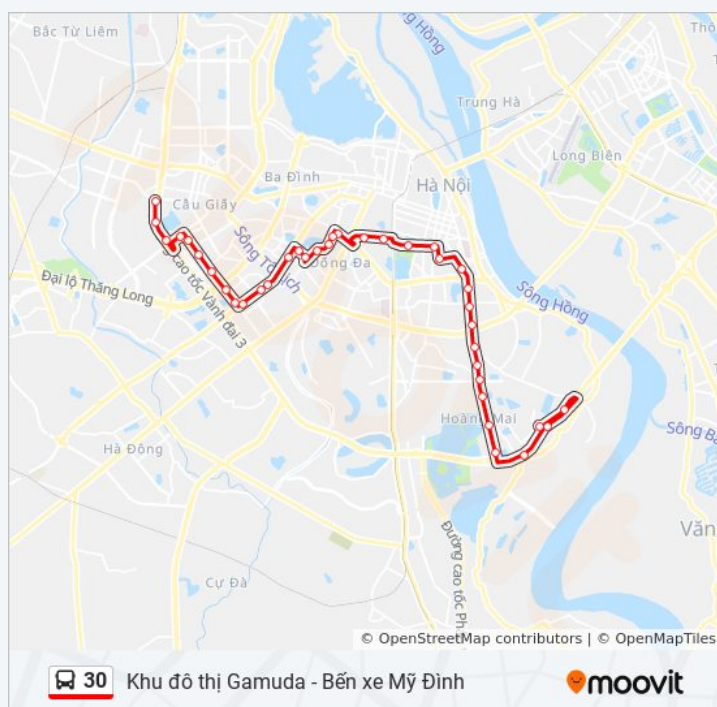 Bắc Từ Liêm
Sông Hồng
Trung Hà
Long Biên
Ba Đình
Hà Nội
Cầu Giấy
Sông Tô Lịch
Đống Đa
Đại lộ Thăng Long
cao tốc Vành đai 3
Sông Hồng
Hoàng Mai
Sông Bà
Hà Đông
Văn
Cự Đà
Đường cao tốc Ph
© OpenStreetMap contributors | © OpenMapTiles
30 Khu đô thị Gamuda - Bến xe Mỹ Đình
moovit